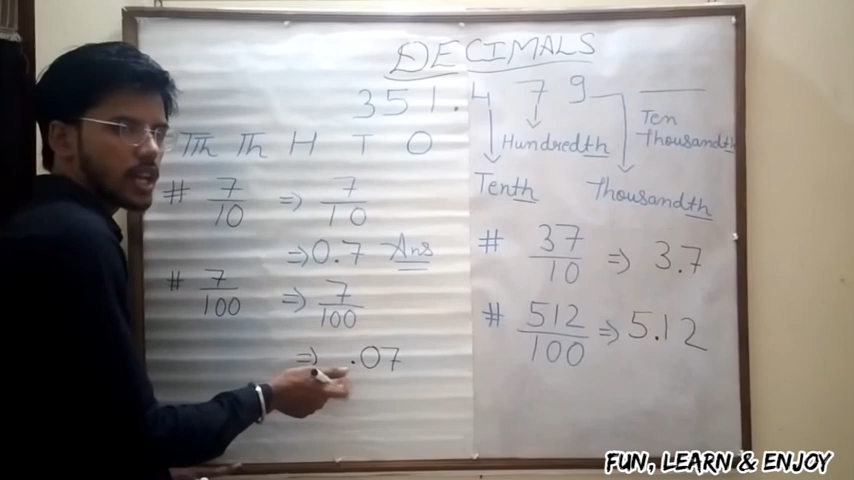 DECIMALS
351.479
TTh Th H T O
Hundredth
Ten
Thousandth
Tenth
Thousandth
# 7/10 ⇒ 7/10
⇒ 0.7 Ans
# 7/100 ⇒ 7/100
⇒ .07
# 37/10 ⇒ 3.7
# 512/100 ⇒ 5.12
FUN, LEARN & ENJOY